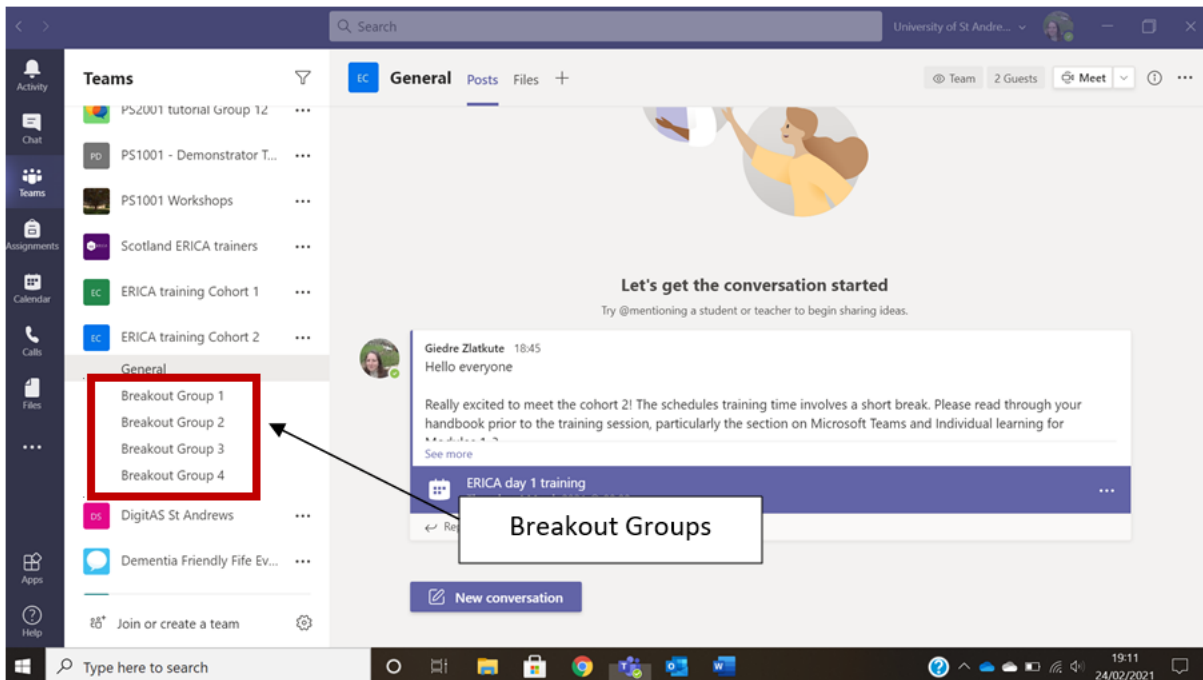 Search
University of St Andre...
Activity
Chat
Teams
Assignments
Calendar
Calls
Files
Apps
Help
Teams
PS2001 tutorial Group 12
PD PS1001 - Demonstrator T...
PS1001 Workshops
Scotland ERICA trainers
EC ERICA training Cohort 1
EC ERICA training Cohort 2
General
Breakout Group 1
Breakout Group 2
Breakout Group 3
Breakout Group 4
DS DigitAS St Andrews
Dementia Friendly Fife Ev...
Join or create a team
EC General Posts Files +
Team 2 Guests Meet
Let's get the conversation started
Try @mentioning a student or teacher to begin sharing ideas.
Giedre Zlatkute 18:45
Hello everyone
Really excited to meet the cohort 2! The schedules training time involves a short break. Please read through your
handbook prior to the training session, particularly the section on Microsoft Teams and Individual learning for
See more
ERICA day 1 training
Breakout Groups
New conversation
Type here to search
19:11
24/02/2021